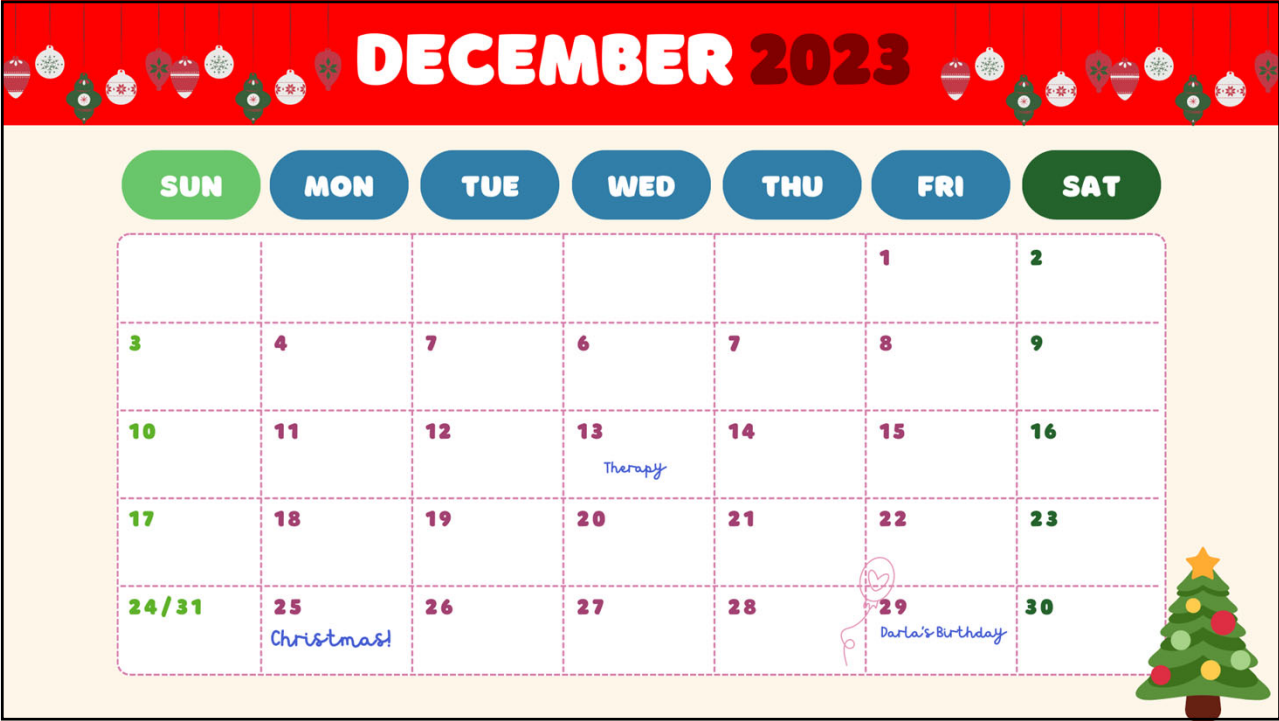 DECEMBER 2023
SUN MON TUE WED THU FRI SAT
1 2
3 4 7 6 7 8 9
10 11 12 13 14 15 16
Therapy
17 18 19 20 21 22 23
24/31 25 26 27 28 29 30
Christmas! Darla's Birthday